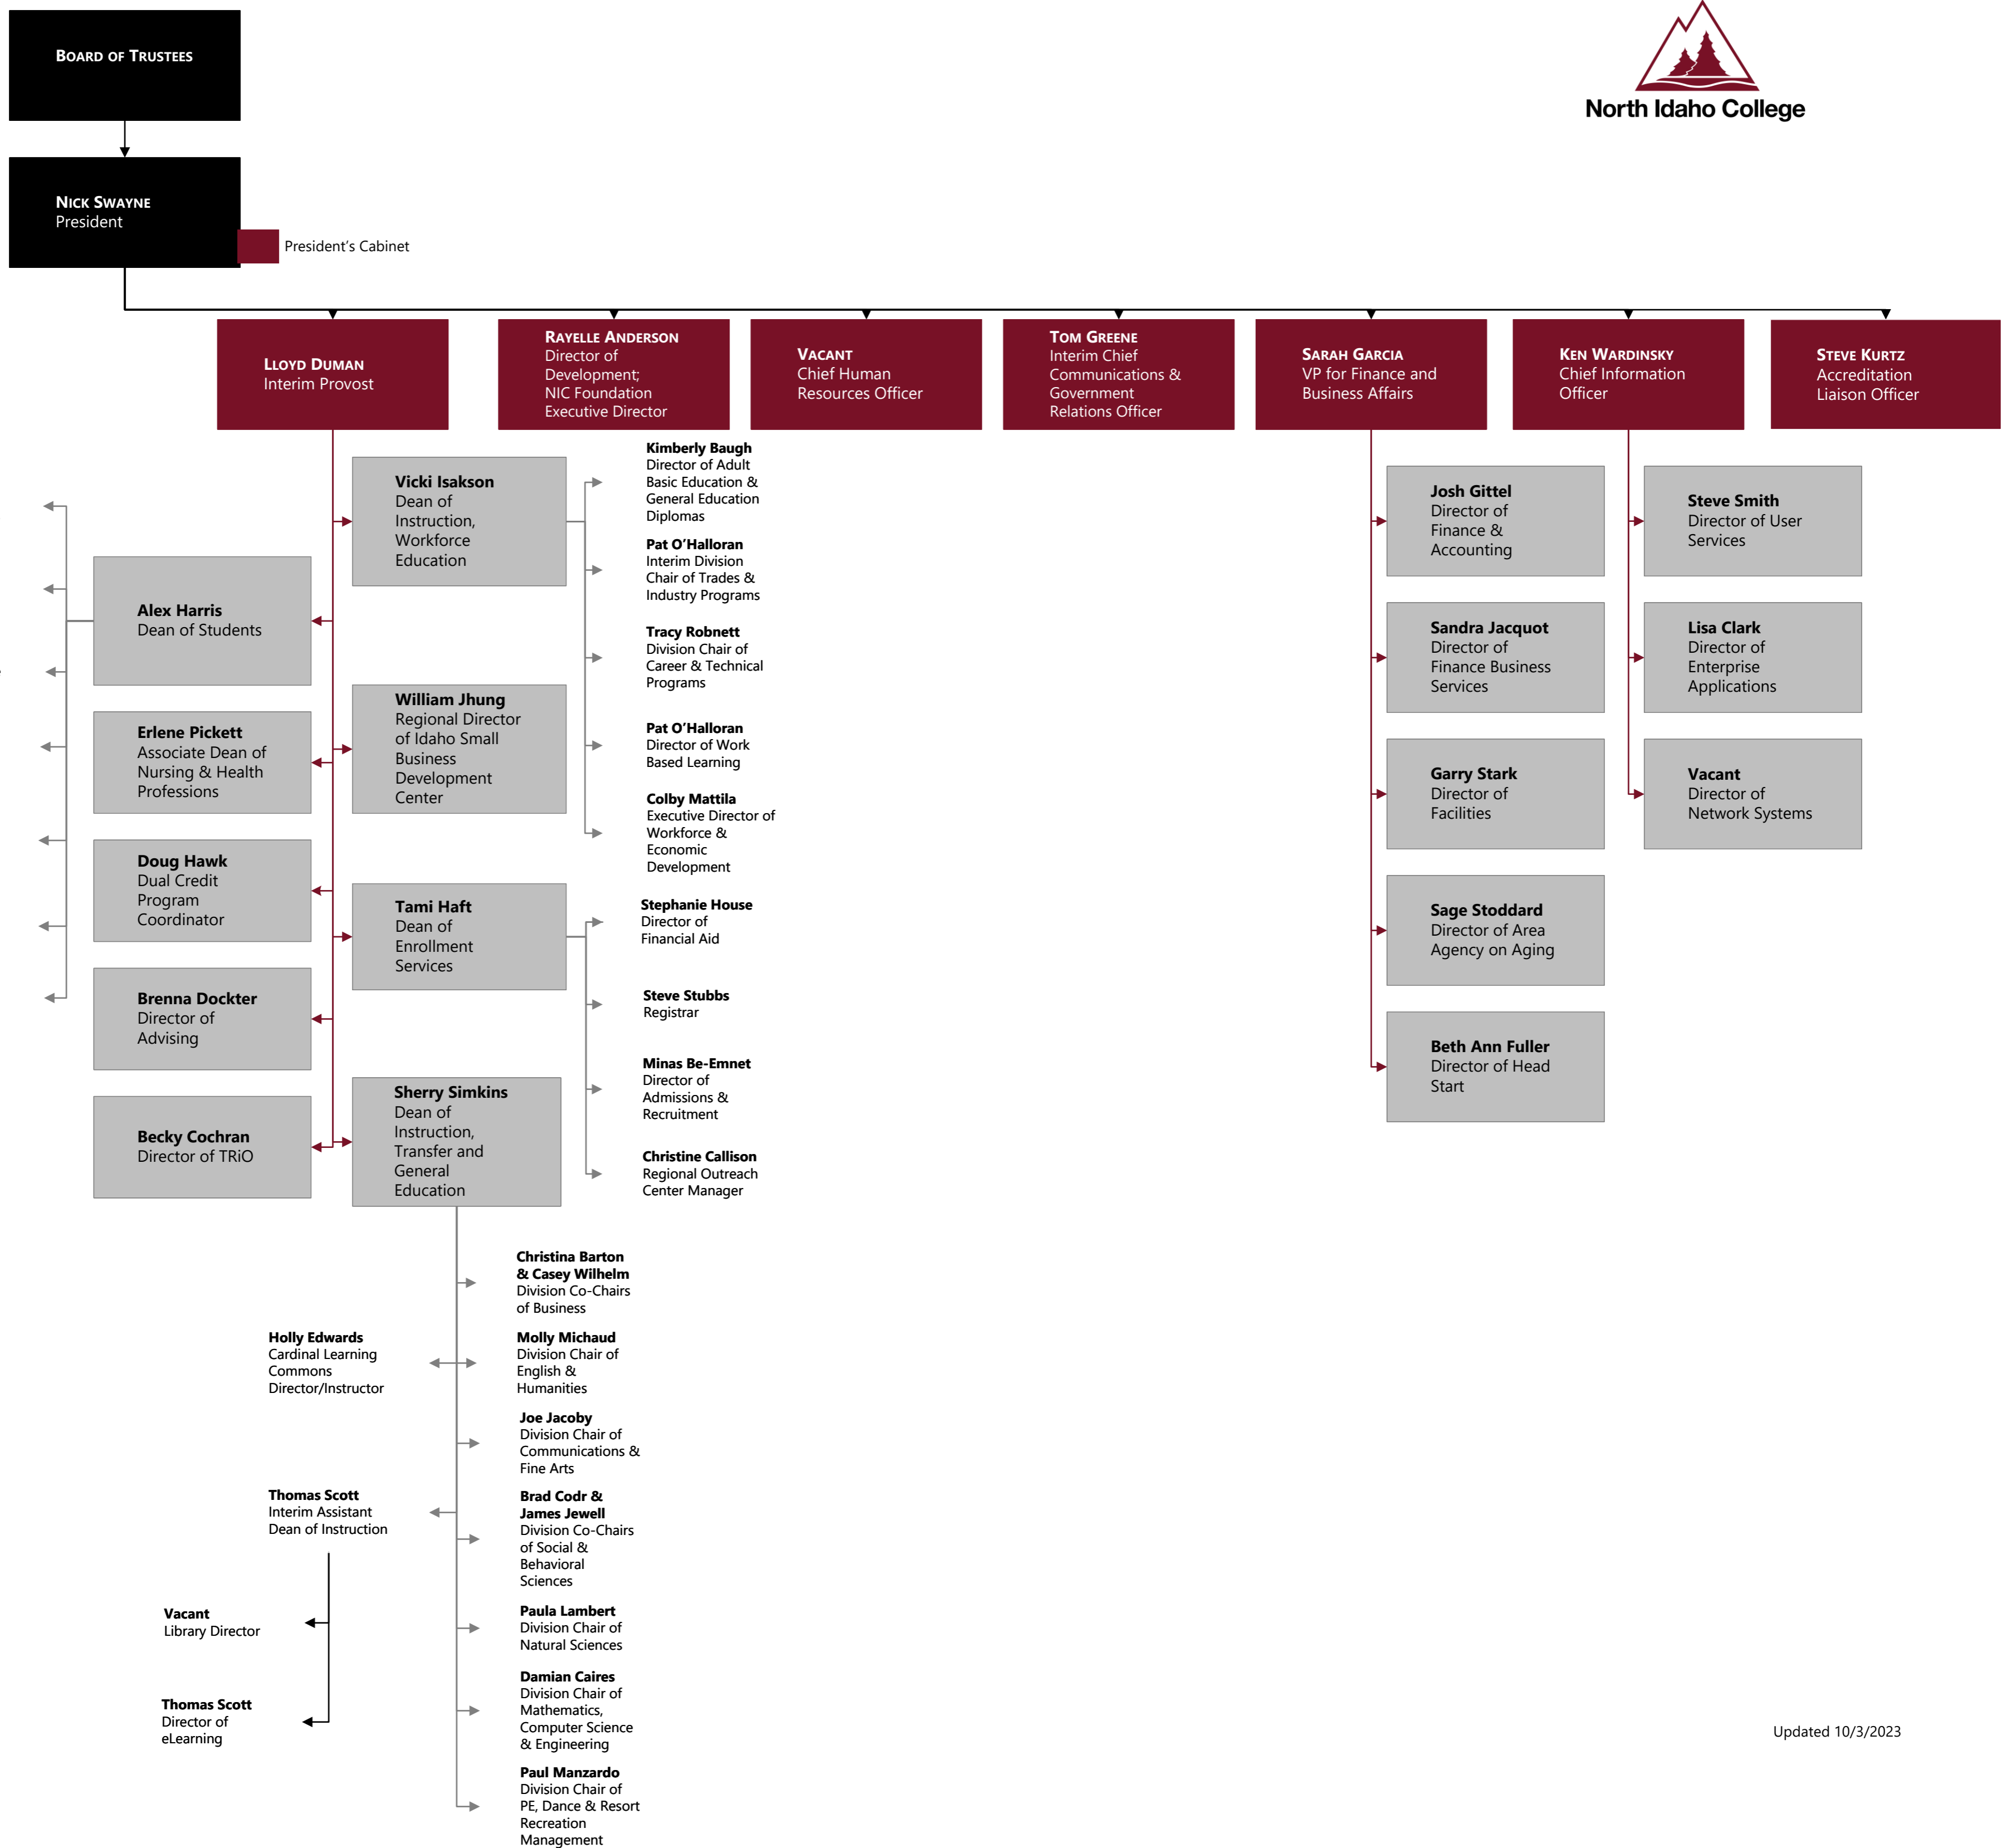 BOARD OF TRUSTEES
North Idaho College
NICK SWAYNE
President
President's Cabinet
LLOYD DUMAN
Interim Provost
RAYELLE ANDERSON
Director of
Development;
NIC Foundation
Executive Director
VACANT
Chief Human
Resources Officer
TOM GREENE
Interim Chief
Communications &
Government
Relations Officer
SARAH GARCIA
VP for Finance and
Business Affairs
KEN WARDINSKY
Chief Information
Officer
STEVE KURTZ
Accreditation
Liaison Officer
Alex Harris
Dean of Students
Erlene Pickett
Associate Dean of
Nursing & Health
Professions
Doug Hawk
Dual Credit
Program
Coordinator
Brenna Dockter
Director of
Advising
Becky Cochran
Director of TRiO
Vicki Isakson
Dean of
Instruction,
Workforce
Education
William Jhung
Regional Director
of Idaho Small
Business
Development
Center
Tami Haft
Dean of
Enrollment
Services
Sherry Simkins
Dean of
Instruction,
Transfer and
General
Education
Kimberly Baugh
Director of Adult
Basic Education &
General Education
Diplomas
Pat O'Halloran
Interim Division
Chair of Trades &
Industry Programs
Tracy Robnett
Division Chair of
Career & Technical
Programs
Pat O'Halloran
Director of Work
Based Learning
Colby Mattila
Executive Director of
Workforce &
Economic
Development
Stephanie House
Director of
Financial Aid
Steve Stubbs
Registrar
Minas Be-Emnet
Director of
Admissions &
Recruitment
Christine Callison
Regional Outreach
Center Manager
Josh Gittel
Director of
Finance &
Accounting
Sandra Jacquot
Director of
Finance Business
Services
Garry Stark
Director of
Facilities
Sage Stoddard
Director of Area
Agency on Aging
Beth Ann Fuller
Director of Head
Start
Steve Smith
Director of User
Services
Lisa Clark
Director of
Enterprise
Applications
Vacant
Director of
Network Systems
Christina Barton
& Casey Wilhelm
Division Co-Chairs
of Business
Holly Edwards
Cardinal Learning
Commons
Director/Instructor
Molly Michaud
Division Chair of
English &
Humanities
Joe Jacoby
Division Chair of
Communications &
Fine Arts
Thomas Scott
Interim Assistant
Dean of Instruction
Brad Codr &
James Jewell
Division Co-Chairs
of Social &
Behavioral
Sciences
Vacant
Library Director
Paula Lambert
Division Chair of
Natural Sciences
Thomas Scott
Director of
eLearning
Damian Caires
Division Chair of
Mathematics,
Computer Science
& Engineering
Paul Manzardo
Division Chair of
PE, Dance & Resort
Recreation
Management
Updated 10/3/2023